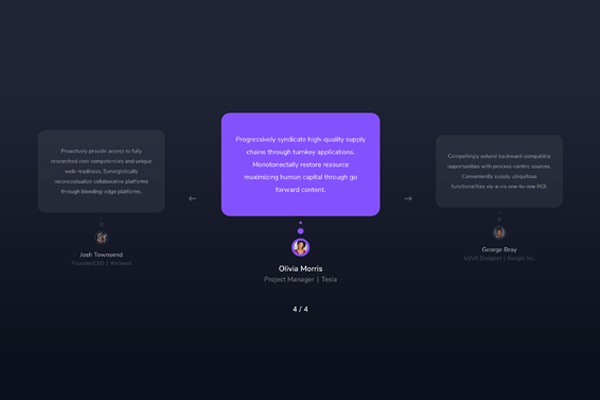 Proactively provide access to fully
researched core competencies and unique
web-readiness. Synergistically
reconceptualize collaborative platforms
through bleeding-edge platforms.
Josh Townsend
Founder/CEO | WinSend
Progressively syndicate high-quality supply
chains through turnkey applications.
Monotonectally restore resource
maximizing human capital through go
forward content.
Olivia Morris
Project Manager | Tesla
Compellingly extend backward-compatible
opportunities with process-centric sources.
Conveniently supply ubiquitous
functionalities vis-a-vis one-to-one ROI.
George Bray
UI/UX Designer | Google Inc.
4 / 4